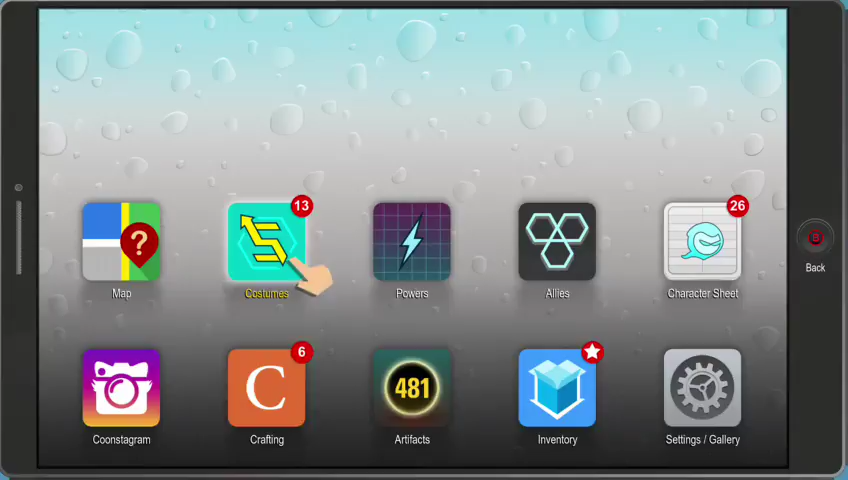 ?
13
26
Map
Costumes
Powers
Allies
Character Sheet
B
Back
C
6
481
Coonstagram
Crafting
Artifacts
Inventory
Settings / Gallery